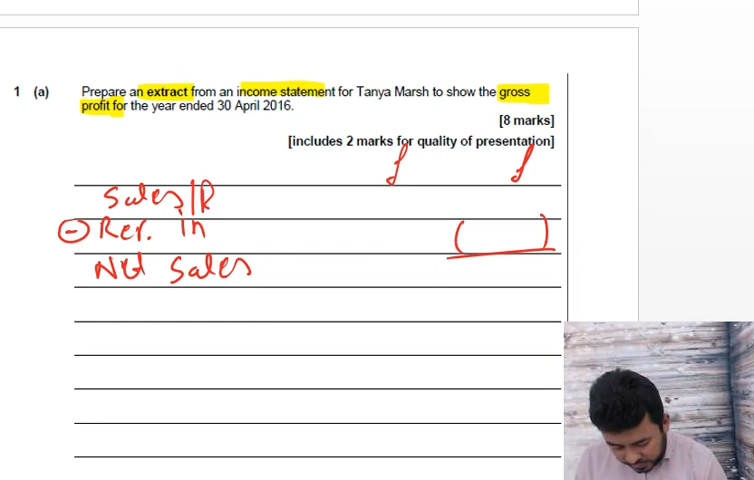 1 (a) Prepare an extract from an income statement for Tanya Marsh to show the gross
profit for the year ended 30 April 2016.
[8 marks]
[includes 2 marks for quality of presentation]
£ £
Sales/R
(-) Ret. in
( )
Net Sales